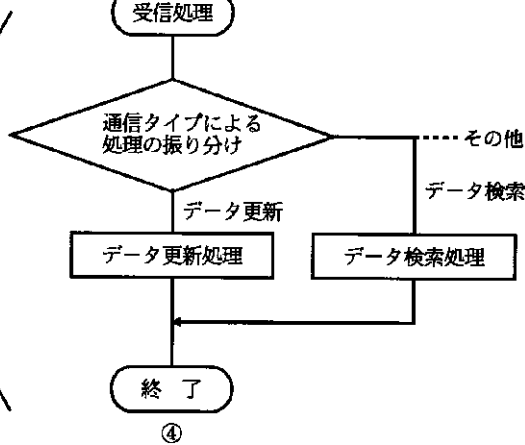 受信処理
通信タイプによる
処理の振り分け
その他
データ検索
データ更新
データ更新処理
データ検索処理
終 了
④